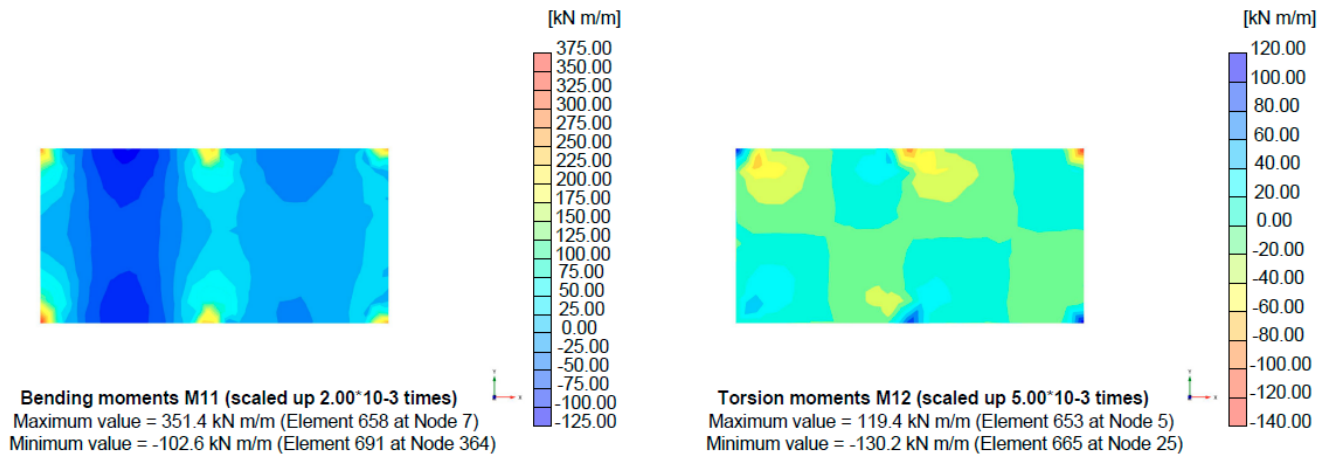 [kN m/m]
375.00
350.00
325.00
300.00
275.00
250.00
225.00
200.00
175.00
150.00
125.00
100.00
75.00
50.00
25.00
0.00
-25.00
-50.00
-75.00
-100.00
-125.00
Y
X
Bending moments M11 (scaled up 2.00*10-3 times)
Maximum value = 351.4 kN m/m (Element 658 at Node 7)
Minimum value = -102.6 kN m/m (Element 691 at Node 364)
[kN m/m]
120.00
100.00
80.00
60.00
40.00
20.00
0.00
-20.00
-40.00
-60.00
-80.00
-100.00
-120.00
-140.00
Y
X
Torsion moments M12 (scaled up 5.00*10-3 times)
Maximum value = 119.4 kN m/m (Element 653 at Node 5)
Minimum value = -130.2 kN m/m (Element 665 at Node 25)